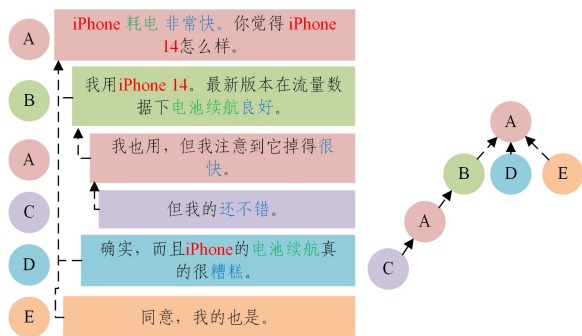 A
iPhone 耗电 非常快。你觉得 iPhone
14怎么样。
B
我用iPhone 14。最新版本在流量数
据下电池续航良好。
A
我也用，但我注意到它掉得很
快。
C
但我的还不错。
D
确实，而且iPhone的电池续航真
的很糟糕。
E
同意，我的也是。
A
B
D
E
A
C